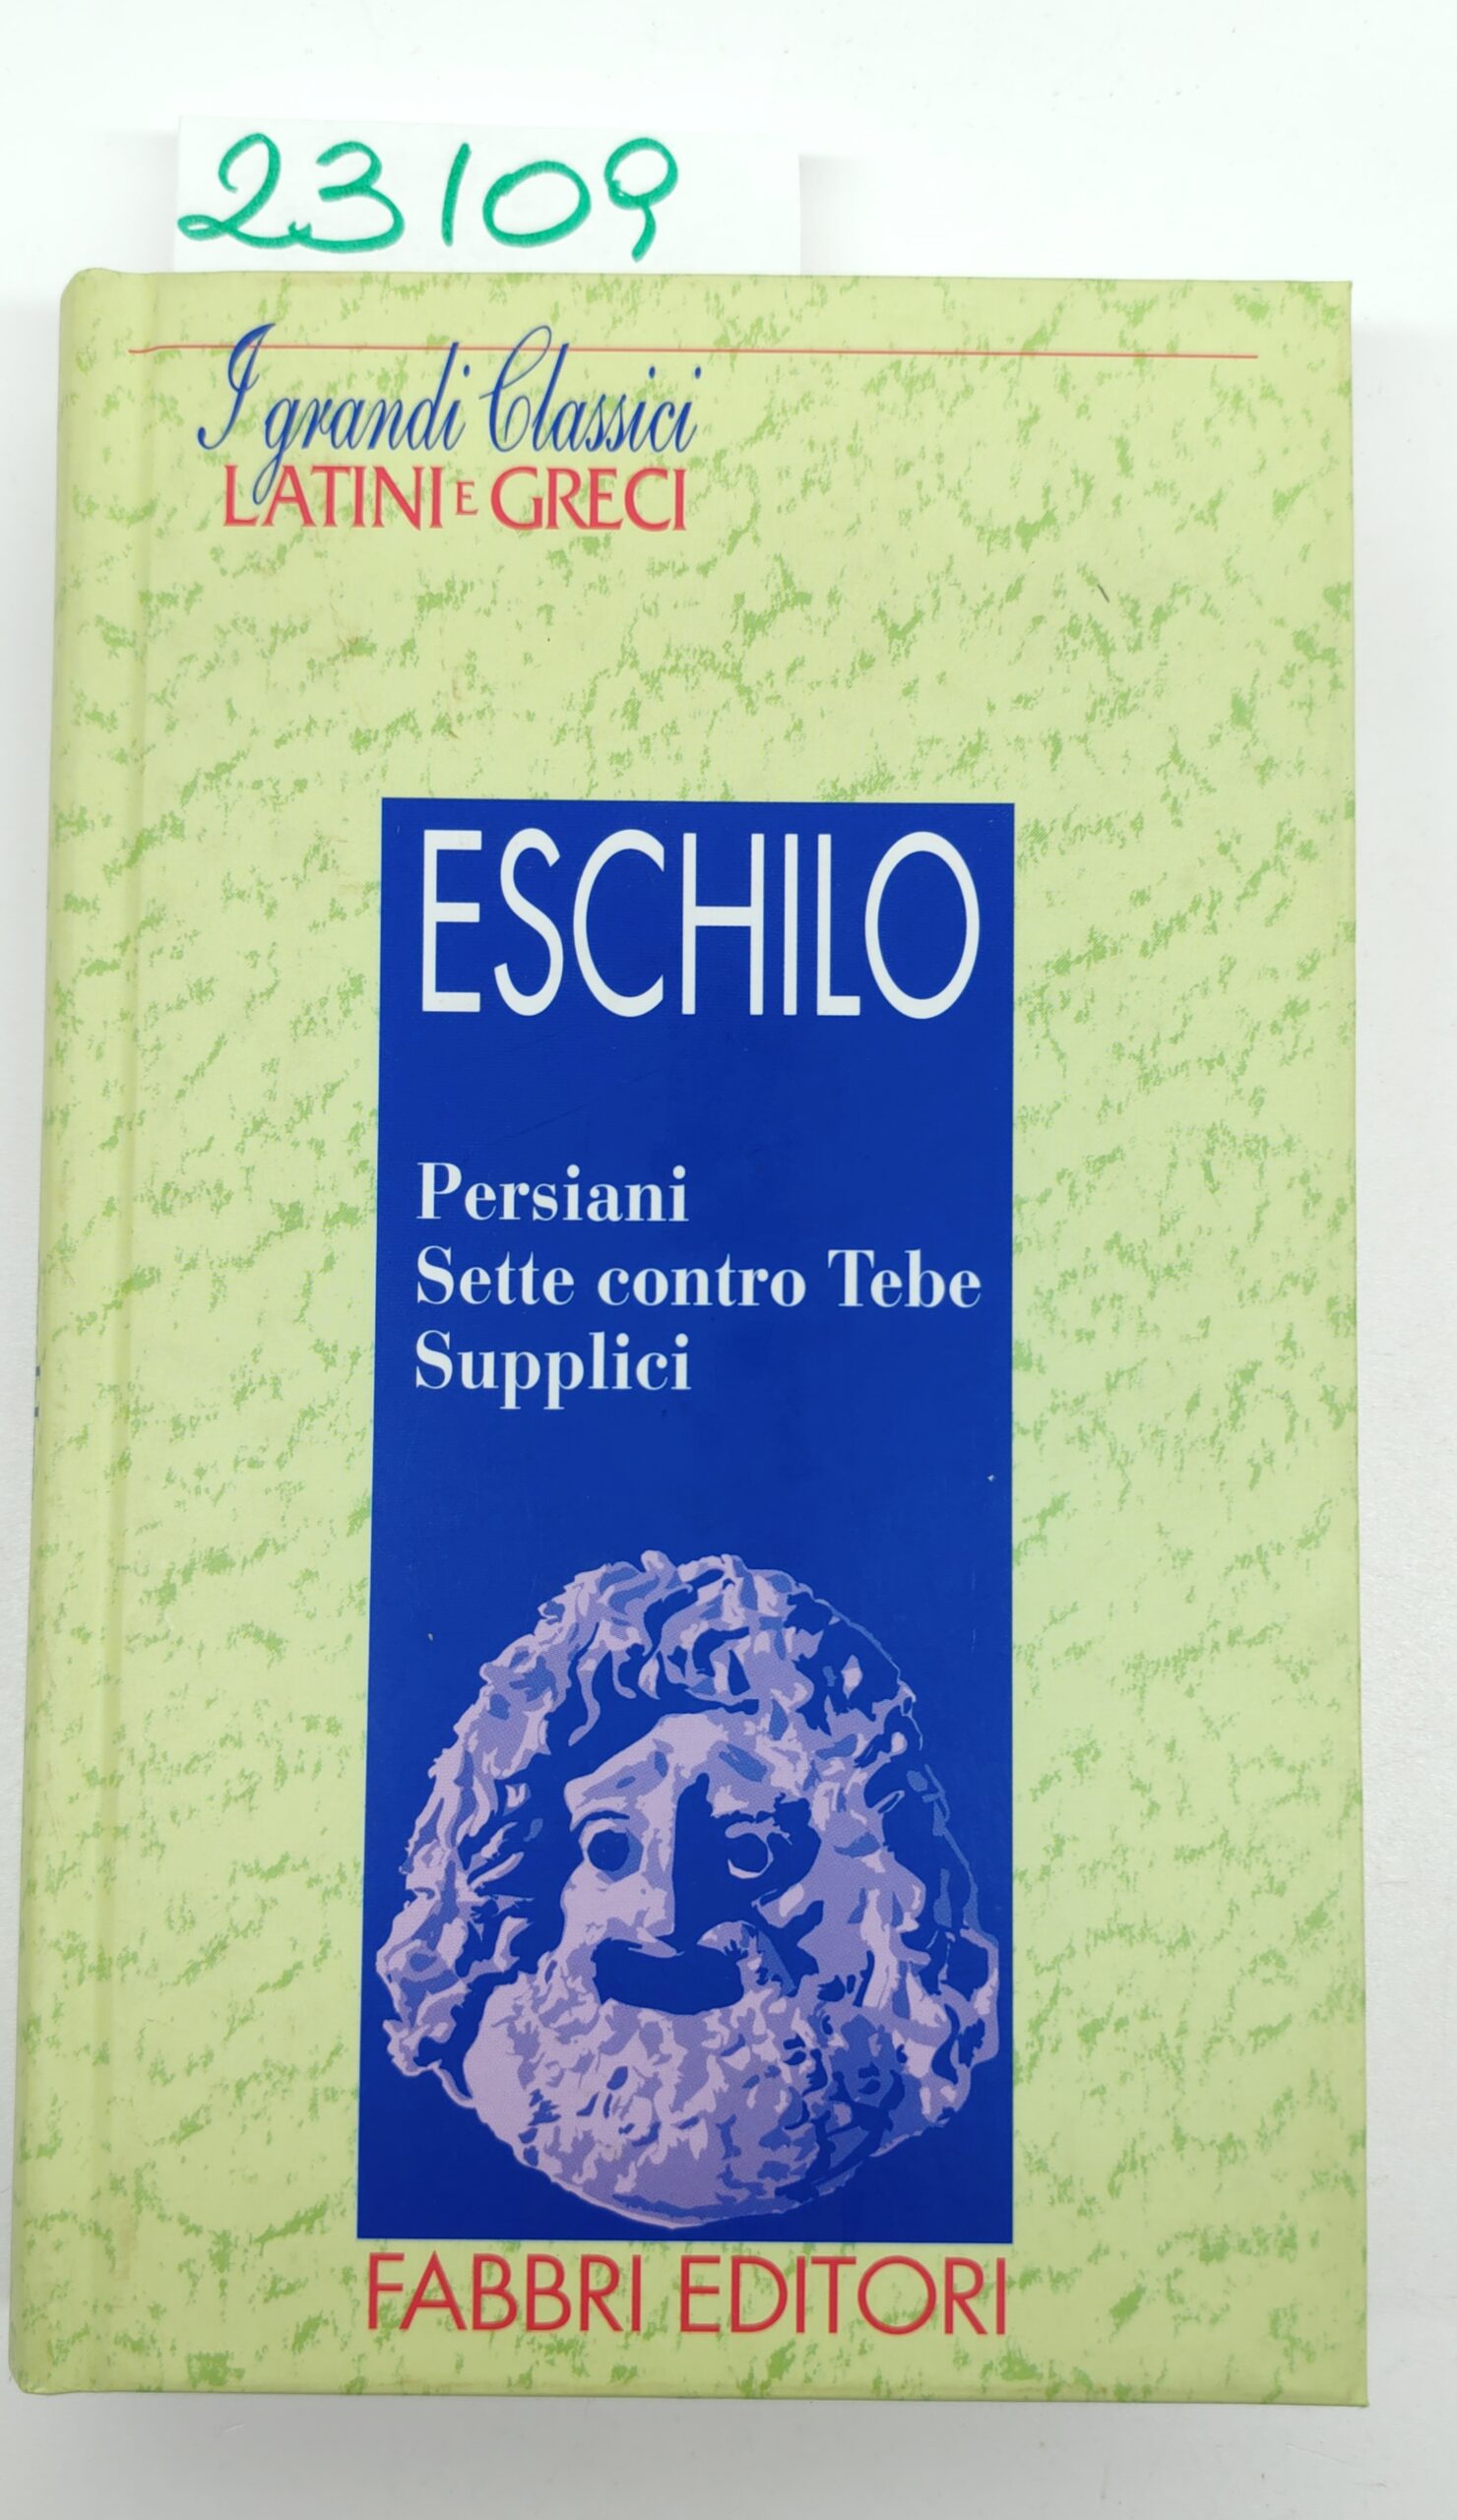 23109
I grandi Classici
LATINI E GRECI
ESCHILO
Persiani
Sette contro Tebe
Supplici
FABBRI EDITORI